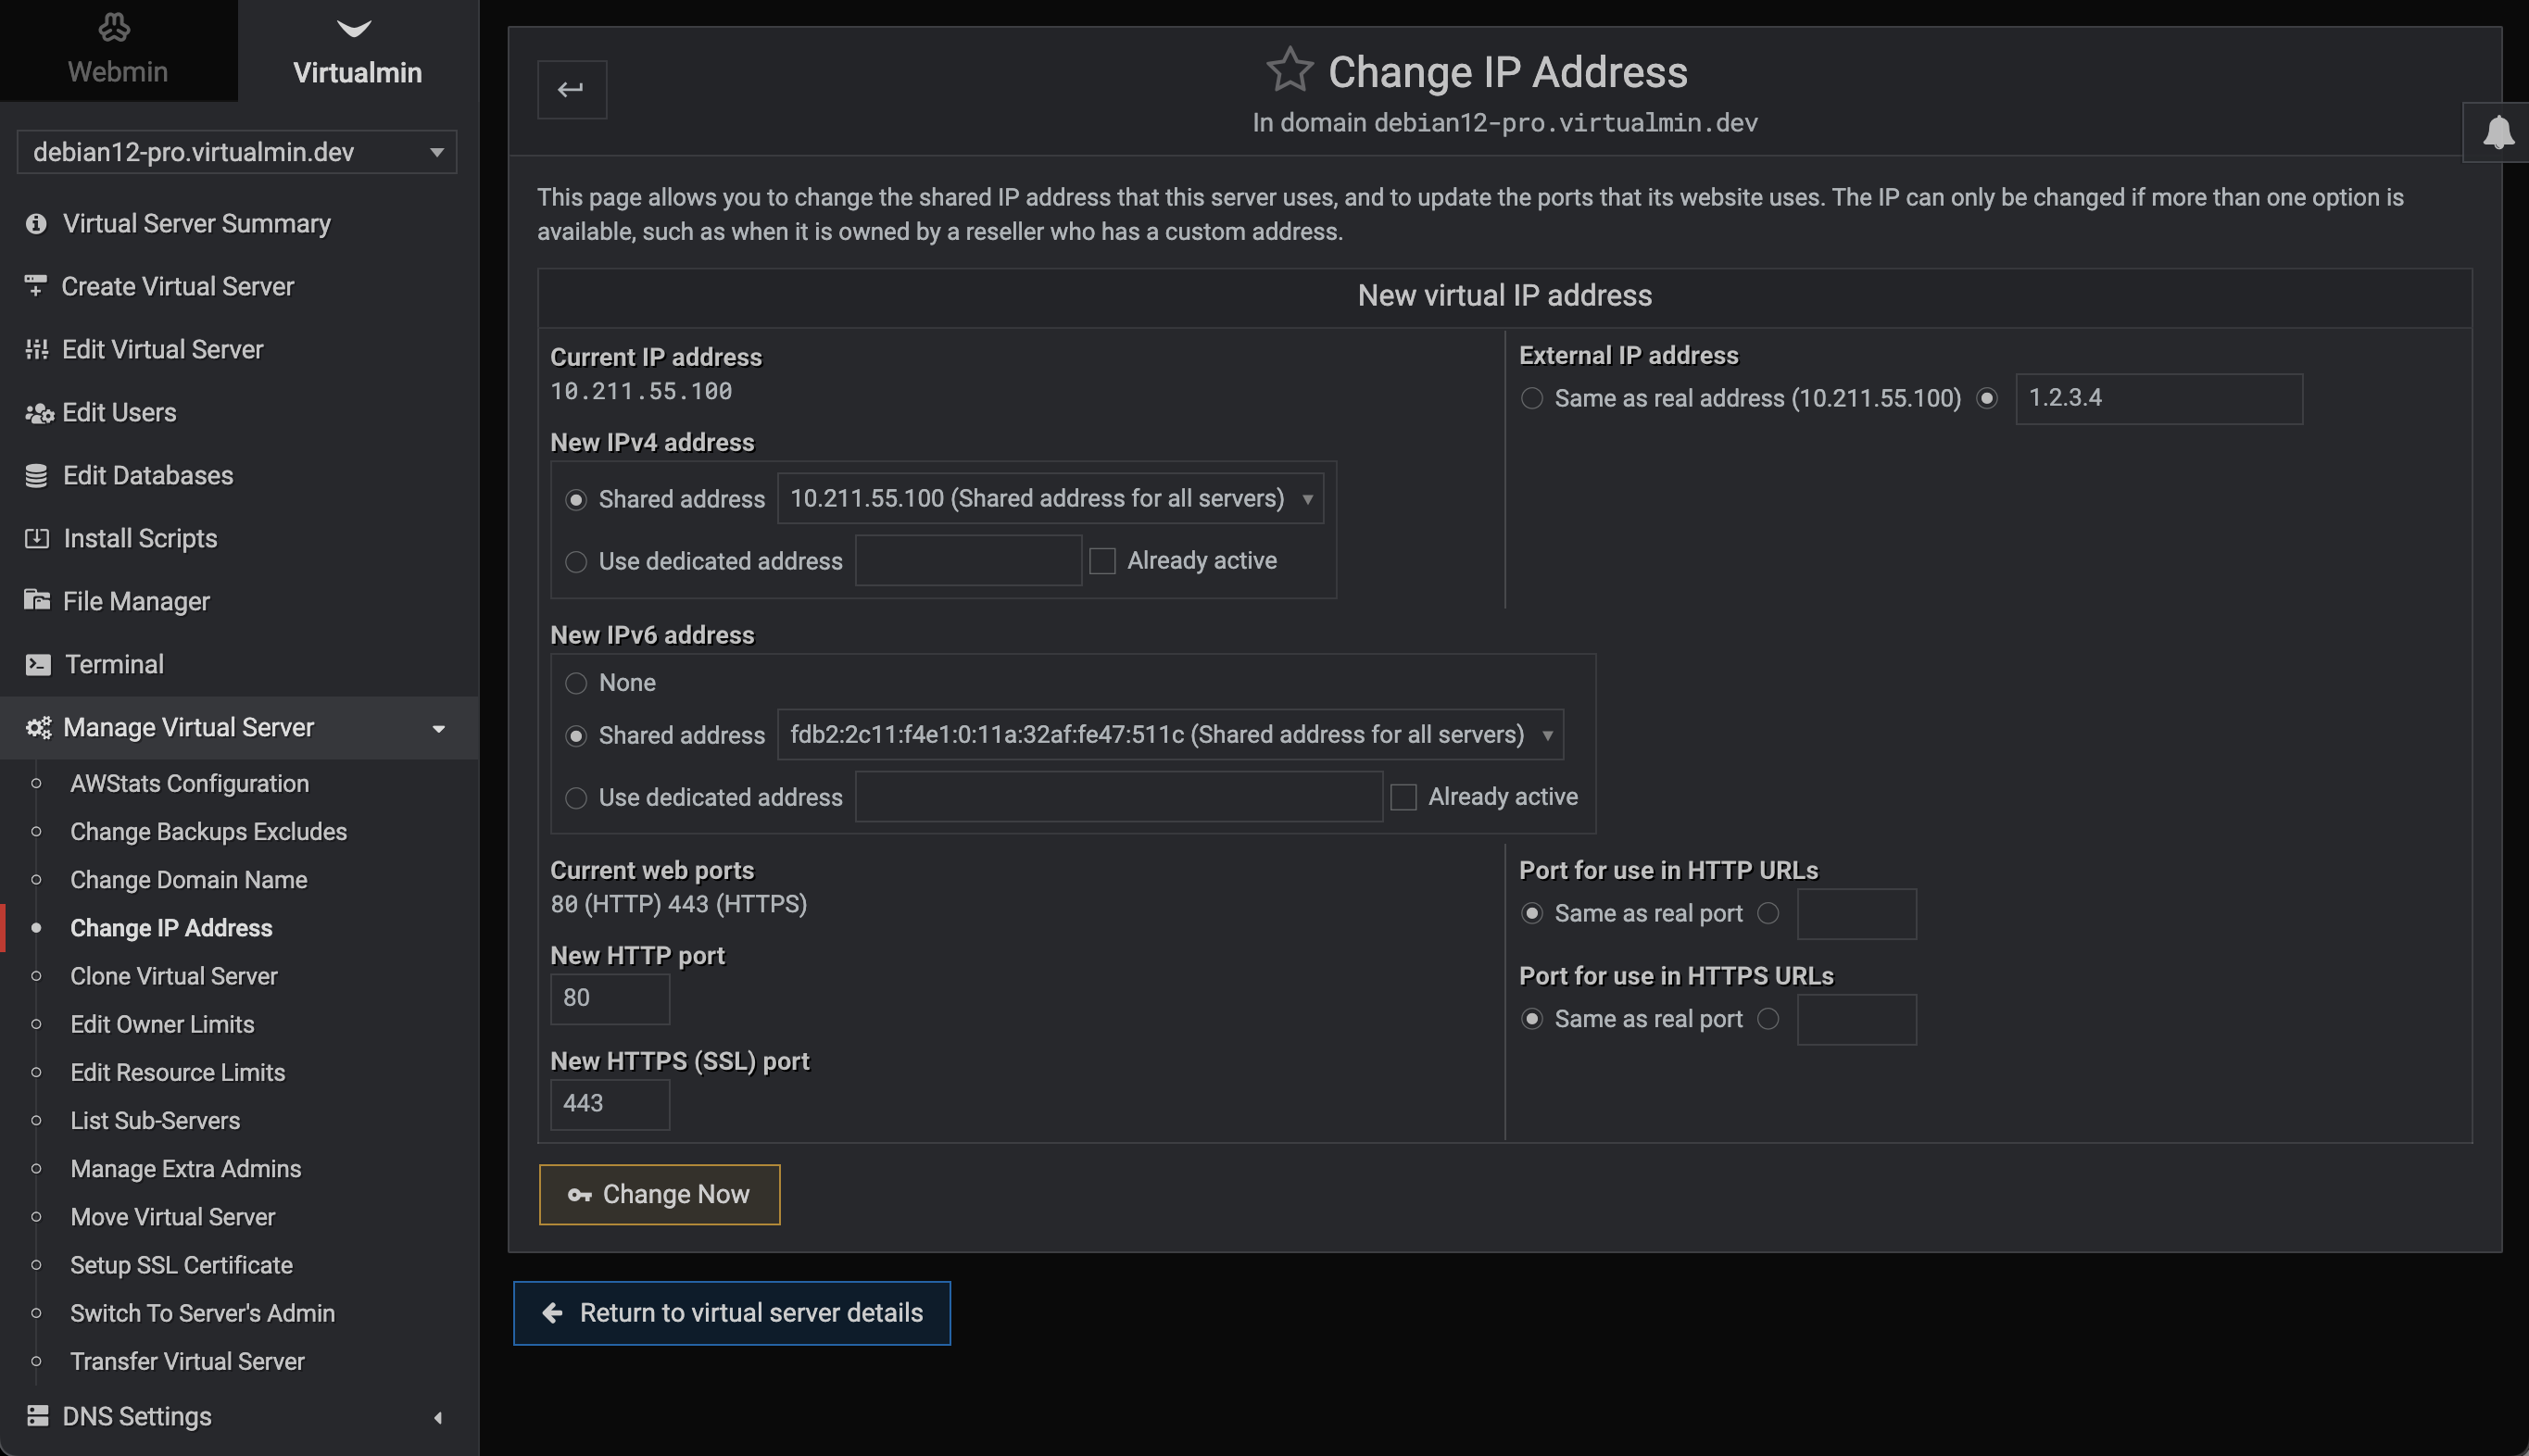 Webmin
Virtualmin
debian12-pro.virtualmin.dev
Virtual Server Summary
Create Virtual Server
Edit Virtual Server
Edit Users
Edit Databases
Install Scripts
File Manager
Terminal
Manage Virtual Server
AWStats Configuration
Change Backups Excludes
Change Domain Name
Change IP Address
Clone Virtual Server
Edit Owner Limits
Edit Resource Limits
List Sub-Servers
Manage Extra Admins
Move Virtual Server
Setup SSL Certificate
Switch To Server's Admin
Transfer Virtual Server
DNS Settings
Change IP Address
In domain debian12-pro.virtualmin.dev
This page allows you to change the shared IP address that this server uses, and to update the ports that its website uses. The IP can only be changed if more than one option is
available, such as when it is owned by a reseller who has a custom address.
New virtual IP address
Current IP address
10.211.55.100
External IP address
Same as real address (10.211.55.100) 1.2.3.4
New IPv4 address
Shared address 10.211.55.100 (Shared address for all servers)
Use dedicated address Already active
New IPv6 address
None
Shared address fdb2:2c11:f4e1:0:11a:32af:fe47:511c (Shared address for all servers)
Use dedicated address Already active
Current web ports
80 (HTTP) 443 (HTTPS)
New HTTP port
80
New HTTPS (SSL) port
443
Port for use in HTTP URLs
Same as real port
Port for use in HTTPS URLs
Same as real port
Change Now
Return to virtual server details